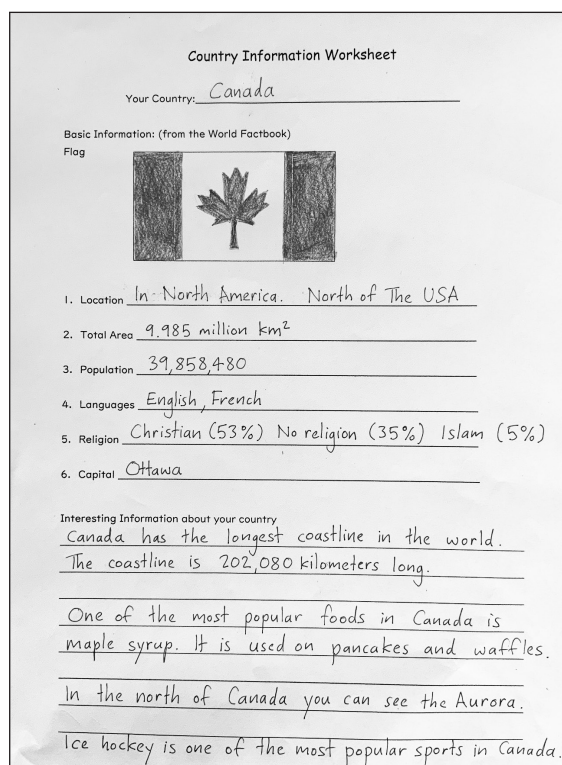 Country Information Worksheet
Your Country: Canada
Basic Information: (from the World Factbook)
Flag
1. Location In North America. North of The USA
2. Total Area 9.985 million km²
3. Population 39,858,480
4. Languages English, French
5. Religion Christian (53%) No religion (35%) Islam (5%)
6. Capital Ottawa
Interesting Information about your country
Canada has the longest coastline in the world.
The coastline is 202,080 kilometers long.
One of the most popular foods in Canada is
maple syrup. It is used on pancakes and waffles.
In the north of Canada you can see the Aurora.
Ice hockey is one of the most popular sports in Canada.